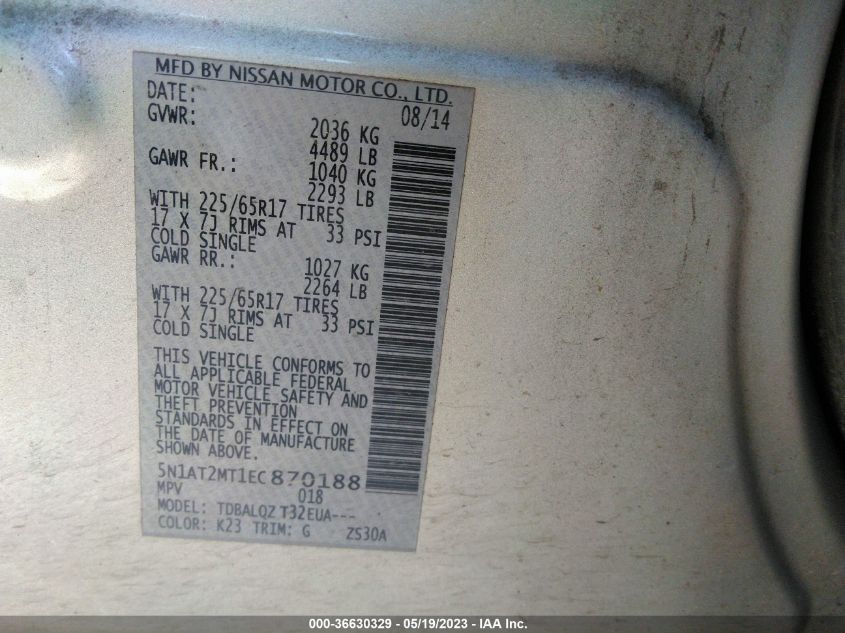 MFD BY NISSAN MOTOR CO., LTD.
DATE: 08/14
GVWR: 2036 KG
4489 LB
GAWR FR.: 1040 KG
2293 LB
WITH 225/65R17 TIRES
17 X 7J RIMS AT 33 PSI
COLD SINGLE
GAWR RR.: 1027 KG
2264 LB
WITH 225/65R17 TIRES
17 X 7J RIMS AT 33 PSI
COLD SINGLE
THIS VEHICLE CONFORMS TO
ALL APPLICABLE FEDERAL
MOTOR VEHICLE SAFETY AND
THEFT PREVENTION
STANDARDS IN EFFECT ON
THE DATE OF MANUFACTURE
SHOWN ABOVE.
5N1AT2MT1EC870188
MPV 018
MODEL: TDBALQZ T32EUA---
COLOR: K23 TRIM: G ZS30A
000-36630329 - 05/19/2023 - IAA Inc.